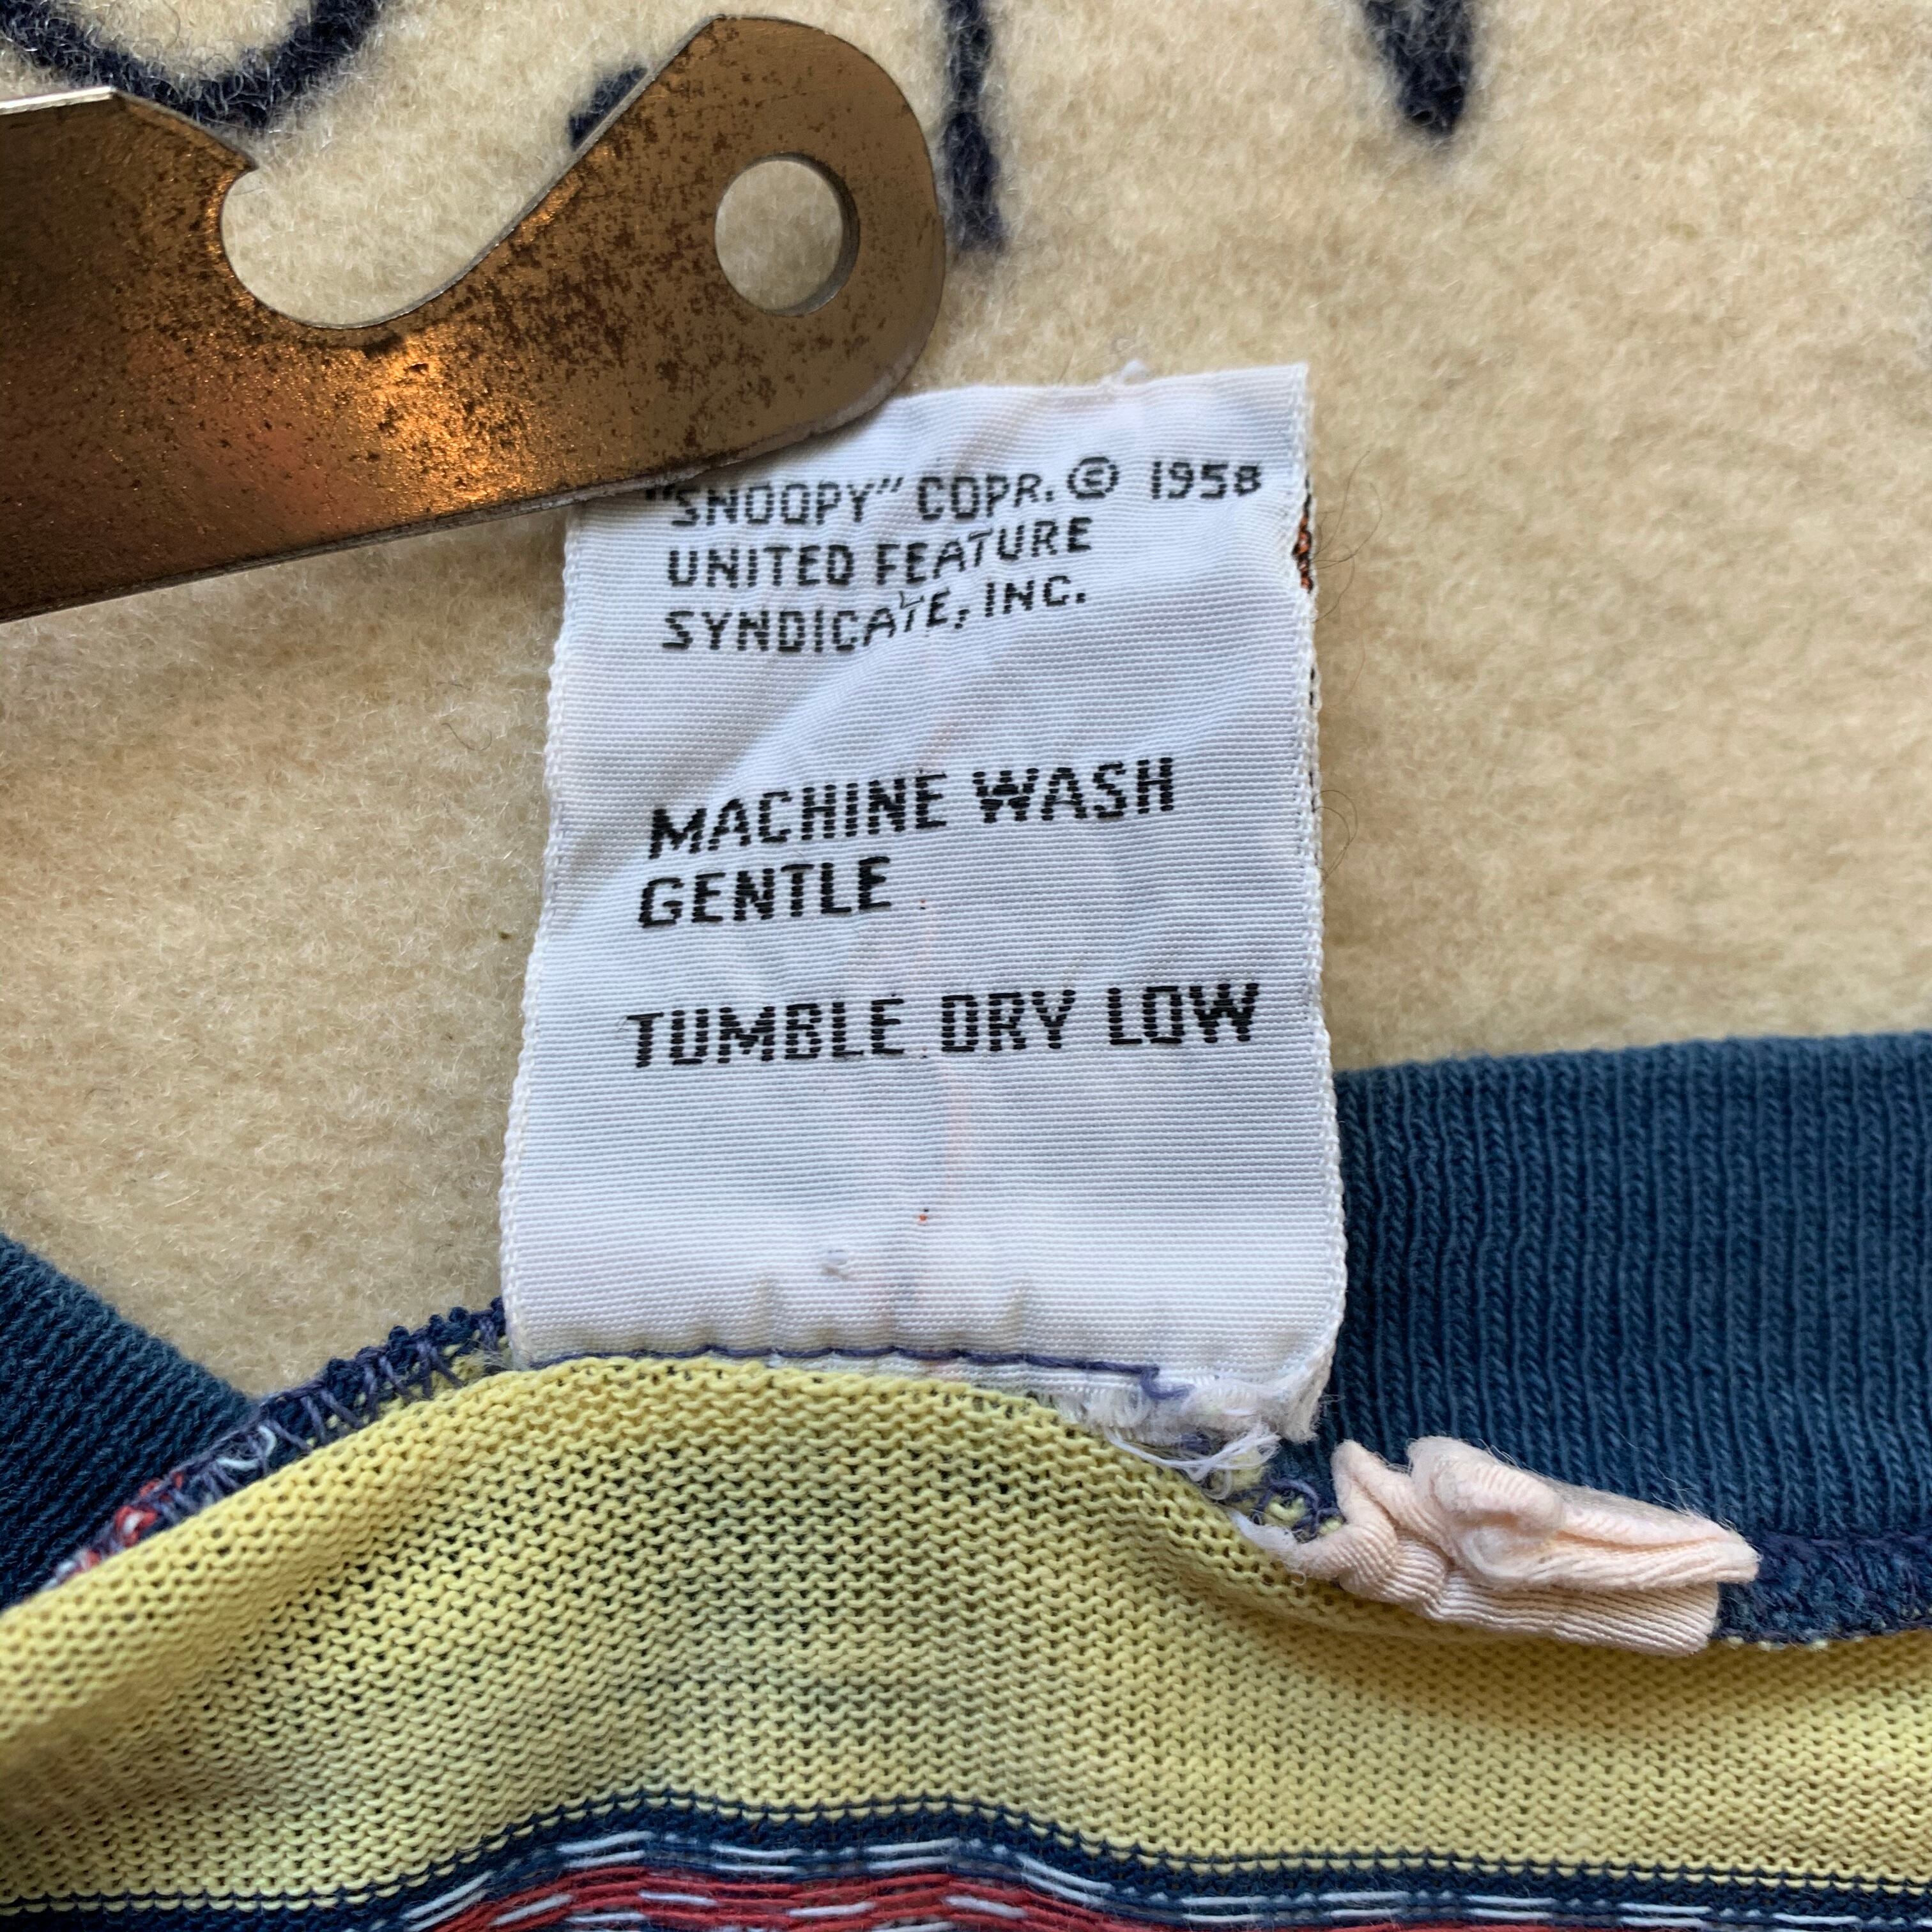 "SNOOPY" COPR. © 1958
UNITED FEATURE
SYNDICATE, INC.
MACHINE WASH
GENTLE
TUMBLE DRY LOW